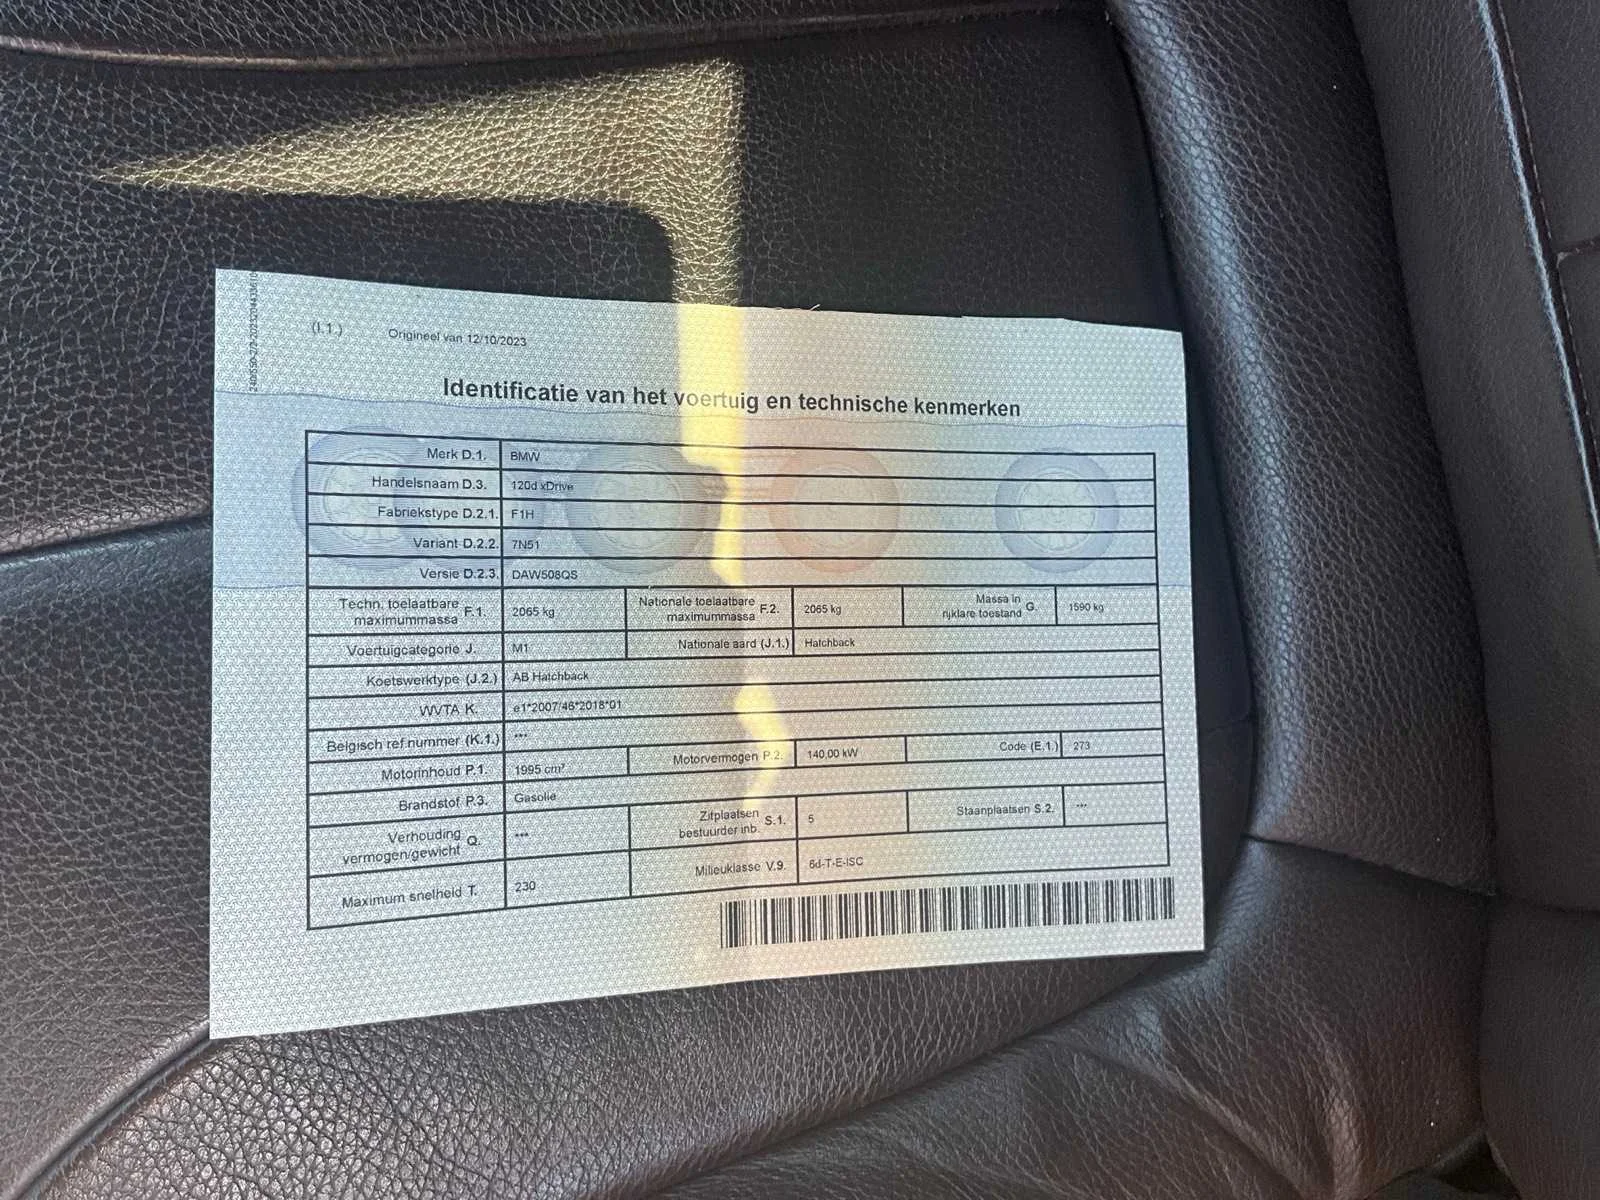 (I.1.) Origineel van 12/10/2023
Identificatie van het voertuig en technische kenmerken
Merk D.1. BMW
Handelsnaam D.3. 120d xDrive
Fabriekstype D.2.1. F1H
Variant D.2.2. 7N51
Versie D.2.3. DAW508QS
Techn. toelaatbare maximummassa F.1. 2065 kg Nationale toelaatbare maximummassa F.2. 2065 kg Massa in rijklare toestand G. 1590 kg
Voertuigcategorie J. M1 Nationale aard (J.1.) Hatchback
Koetswerktype (J.2.) AB Hatchback
WVTA K. e1*2007/46*2018*01
Belgisch ref.nummer (K.1.) ***
Motorinhoud P.1. 1995 cm³ Motorvermogen P.2. 140,00 kW Code (E.1.) 273
Brandstof P.3. Gasolie
Verhouding vermogen/gewicht Q. *** Zitplaatsen bestuurder inb. S.1. 5 Staanplaatsen S.2. ***
Maximum snelheid T. 230 Milieuklasse V.9. 6d-T-E-ISC